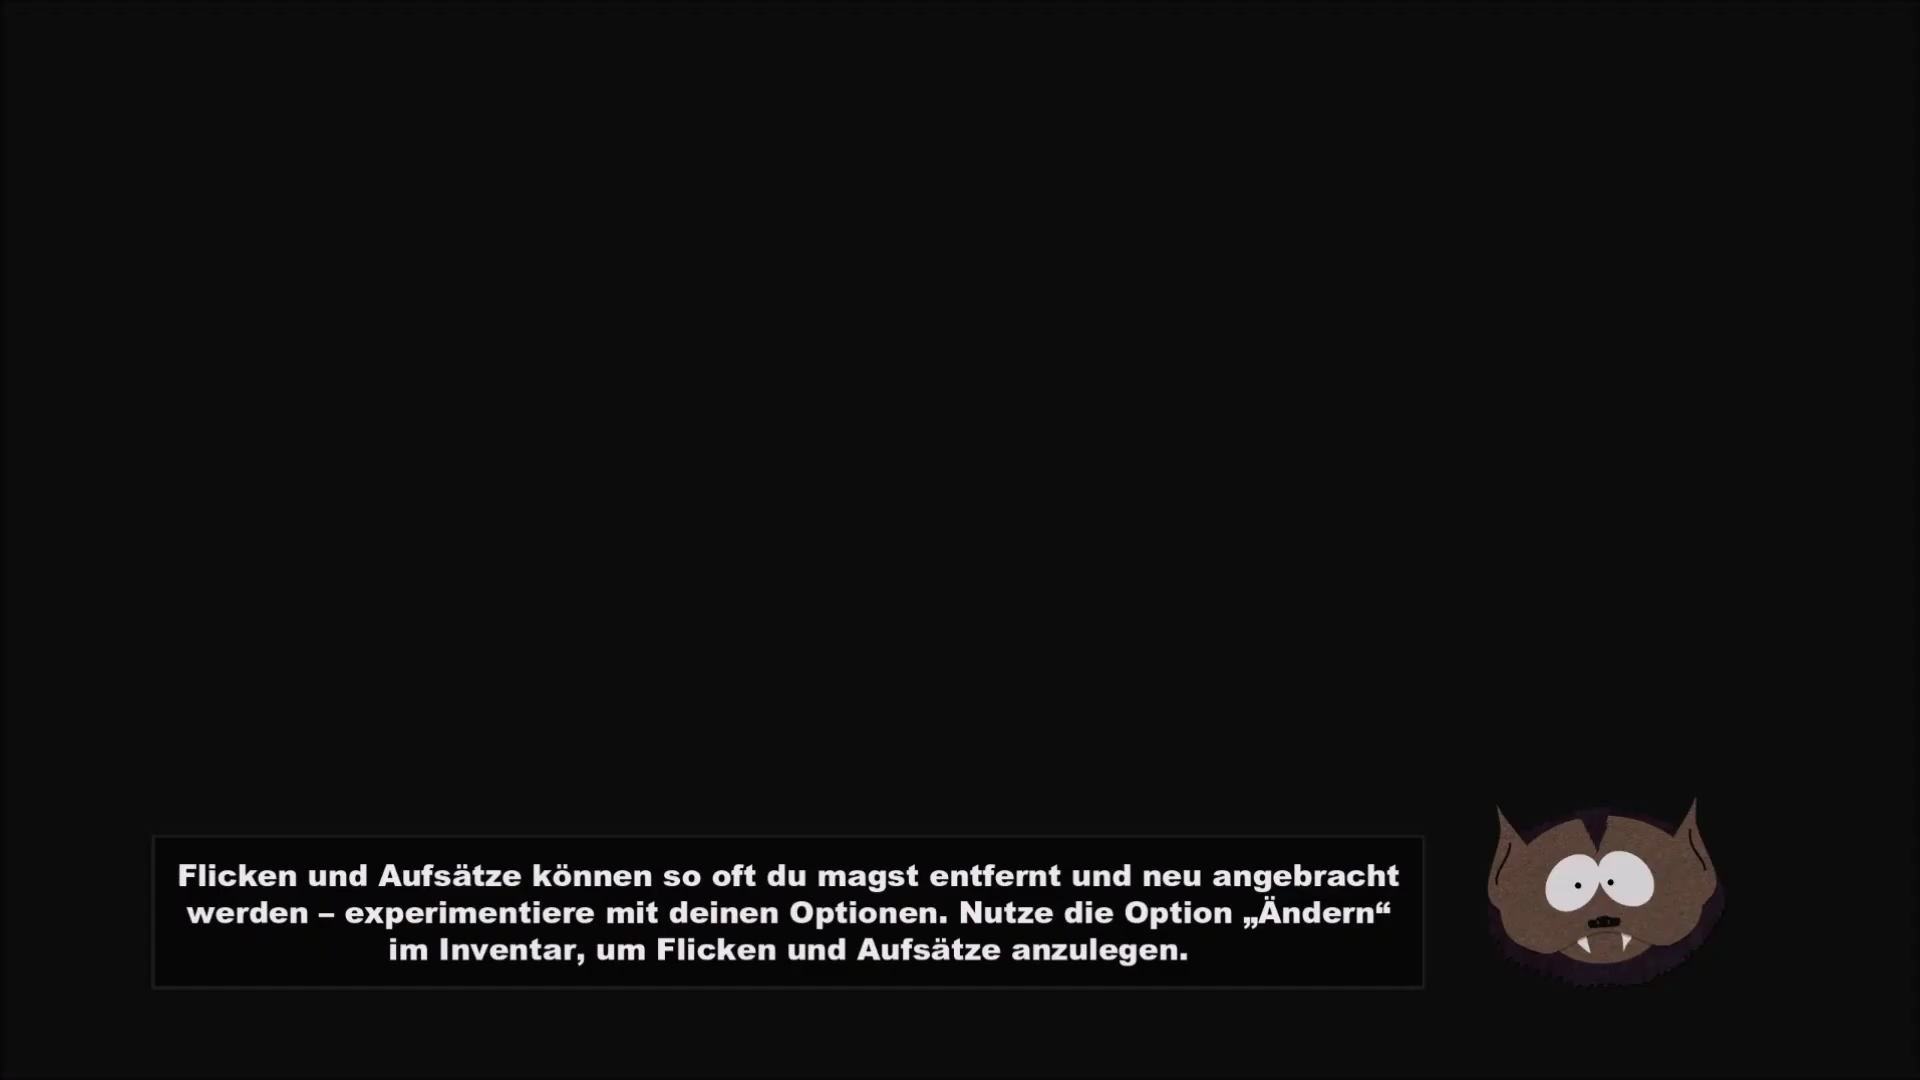 Flicken und Aufsätze können so oft du magst entfernt und neu angebracht
werden – experimentiere mit deinen Optionen. Nutze die Option „Ändern“
im Inventar, um Flicken und Aufsätze anzulegen.